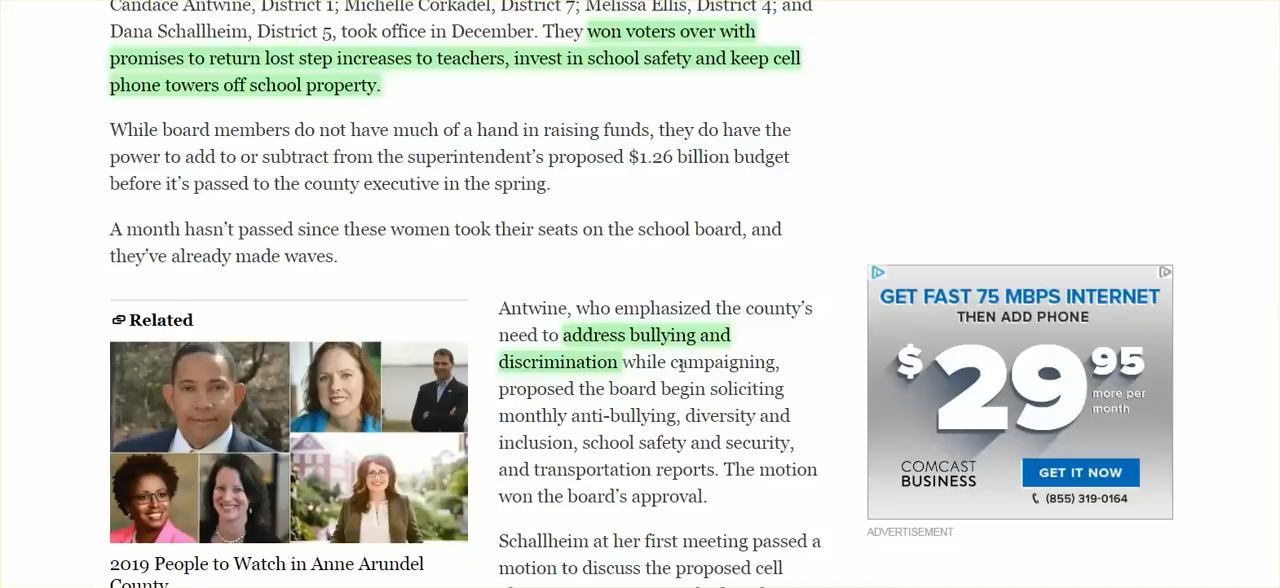 Candace Antwine, District 1; Michelle Corkadel, District 7; Melissa Ellis, District 4; and
Dana Schallheim, District 5, took office in December. They won voters over with
promises to return lost step increases to teachers, invest in school safety and keep cell
phone towers off school property.
While board members do not have much of a hand in raising funds, they do have the
power to add to or subtract from the superintendent’s proposed $1.26 billion budget
before it’s passed to the county executive in the spring.
A month hasn’t passed since these women took their seats on the school board, and
they’ve already made waves.
Related
2019 People to Watch in Anne Arundel
County
Antwine, who emphasized the county’s
need to address bullying and
discrimination while campaigning,
proposed the board begin soliciting
monthly anti-bullying, diversity and
inclusion, school safety and security,
and transportation reports. The motion
won the board’s approval.
Schallheim at her first meeting passed a
motion to discuss the proposed cell
GET FAST 75 MBPS INTERNET
THEN ADD PHONE
$29.95
more per
month
COMCAST
BUSINESS
GET IT NOW
(855) 319-0164
ADVERTISEMENT